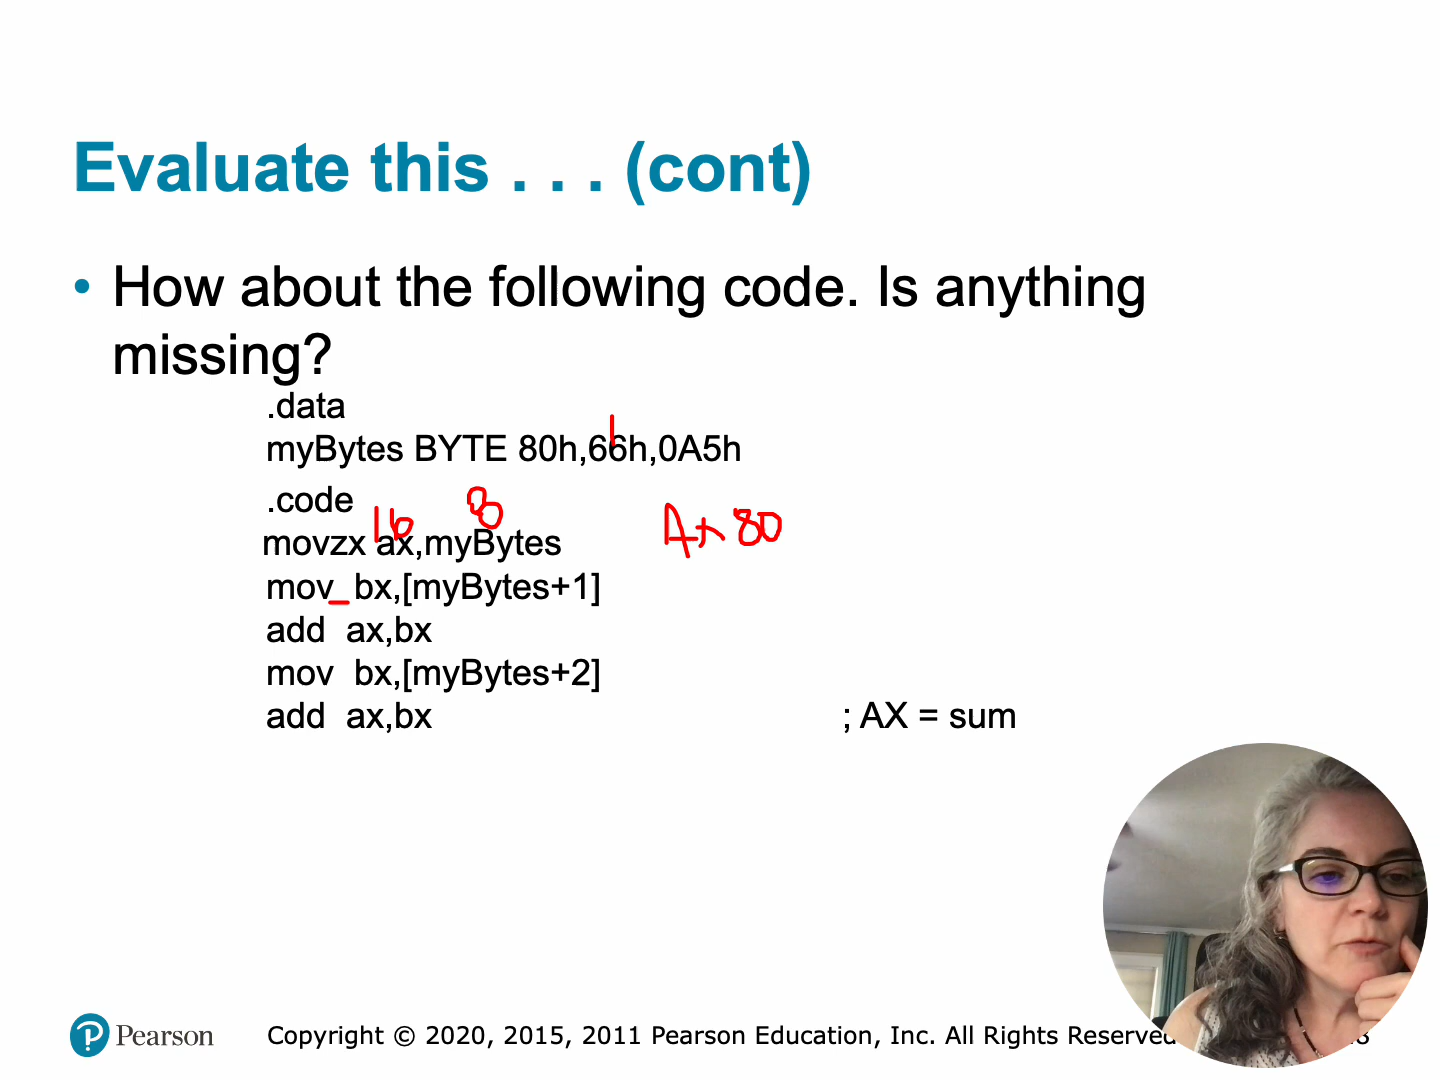 Evaluate this . . . (cont)
• How about the following code. Is anything
missing?
.data
1
myBytes BYTE 80h,66h,0A5h
.code
16 8
movzx ax,myBytes
Ax 80
mov bx,[myBytes+1]
add ax,bx
mov bx,[myBytes+2]
add ax,bx ; AX = sum
Pearson
Copyright © 2020, 2015, 2011 Pearson Education, Inc. All Rights Reserved